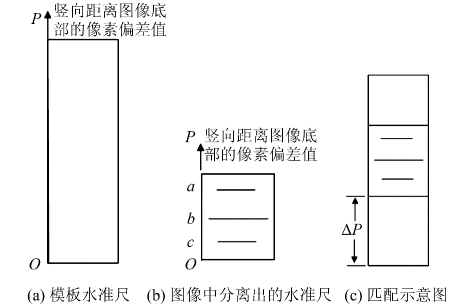 P
竖向距离图像底
部的像素偏差值
O
P
竖向距离图像底
部的像素偏差值
a
b
c
O
ΔP
(a) 模板水准尺
(b) 图像中分离出的水准尺
(c) 匹配示意图